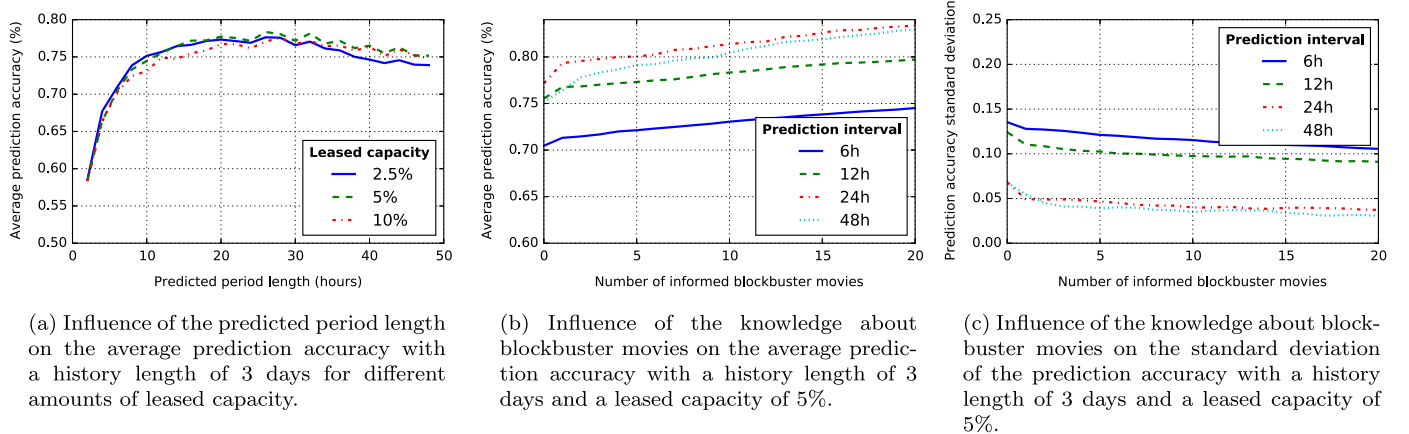 Average prediction accuracy (%)
0.80
0.75
0.70
0.65
0.60
0.55
0.50
0
10
20
30
40
50
Predicted period length (hours)
Leased capacity
2.5%
5%
10%
(a) Influence of the predicted period length
on the average prediction accuracy with
a history length of 3 days for different
amounts of leased capacity.
Average prediction accuracy (%)
0.80
0.75
0.70
0.65
0.60
0
5
10
15
20
Number of informed blockbuster movies
Prediction interval
6h
12h
24h
48h
(b) Influence of the knowledge about
blockbuster movies on the average predic-
tion accuracy with a history length of 3
days and a leased capacity of 5%.
Prediction accuracy standard deviation
0.25
0.20
0.15
0.10
0.05
0.00
0
5
10
15
20
Number of informed blockbuster movies
Prediction interval
6h
12h
24h
48h
(c) Influence of the knowledge about block-
buster movies on the standard deviation
of the prediction accuracy with a history
length of 3 days and a leased capacity of
5%.